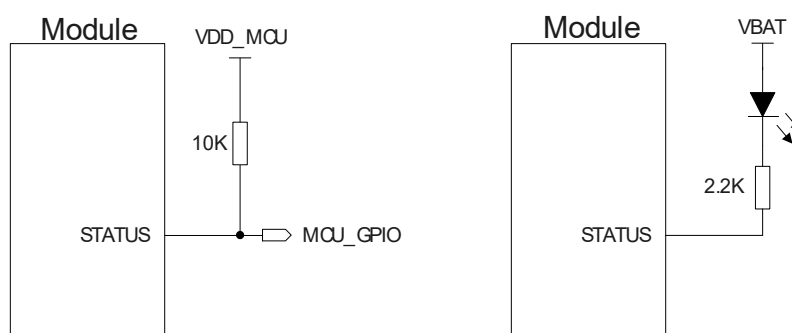 Module
VDD_MCU
10K
STATUS
MCU_GPIO
Module
VBAT
2.2K
STATUS